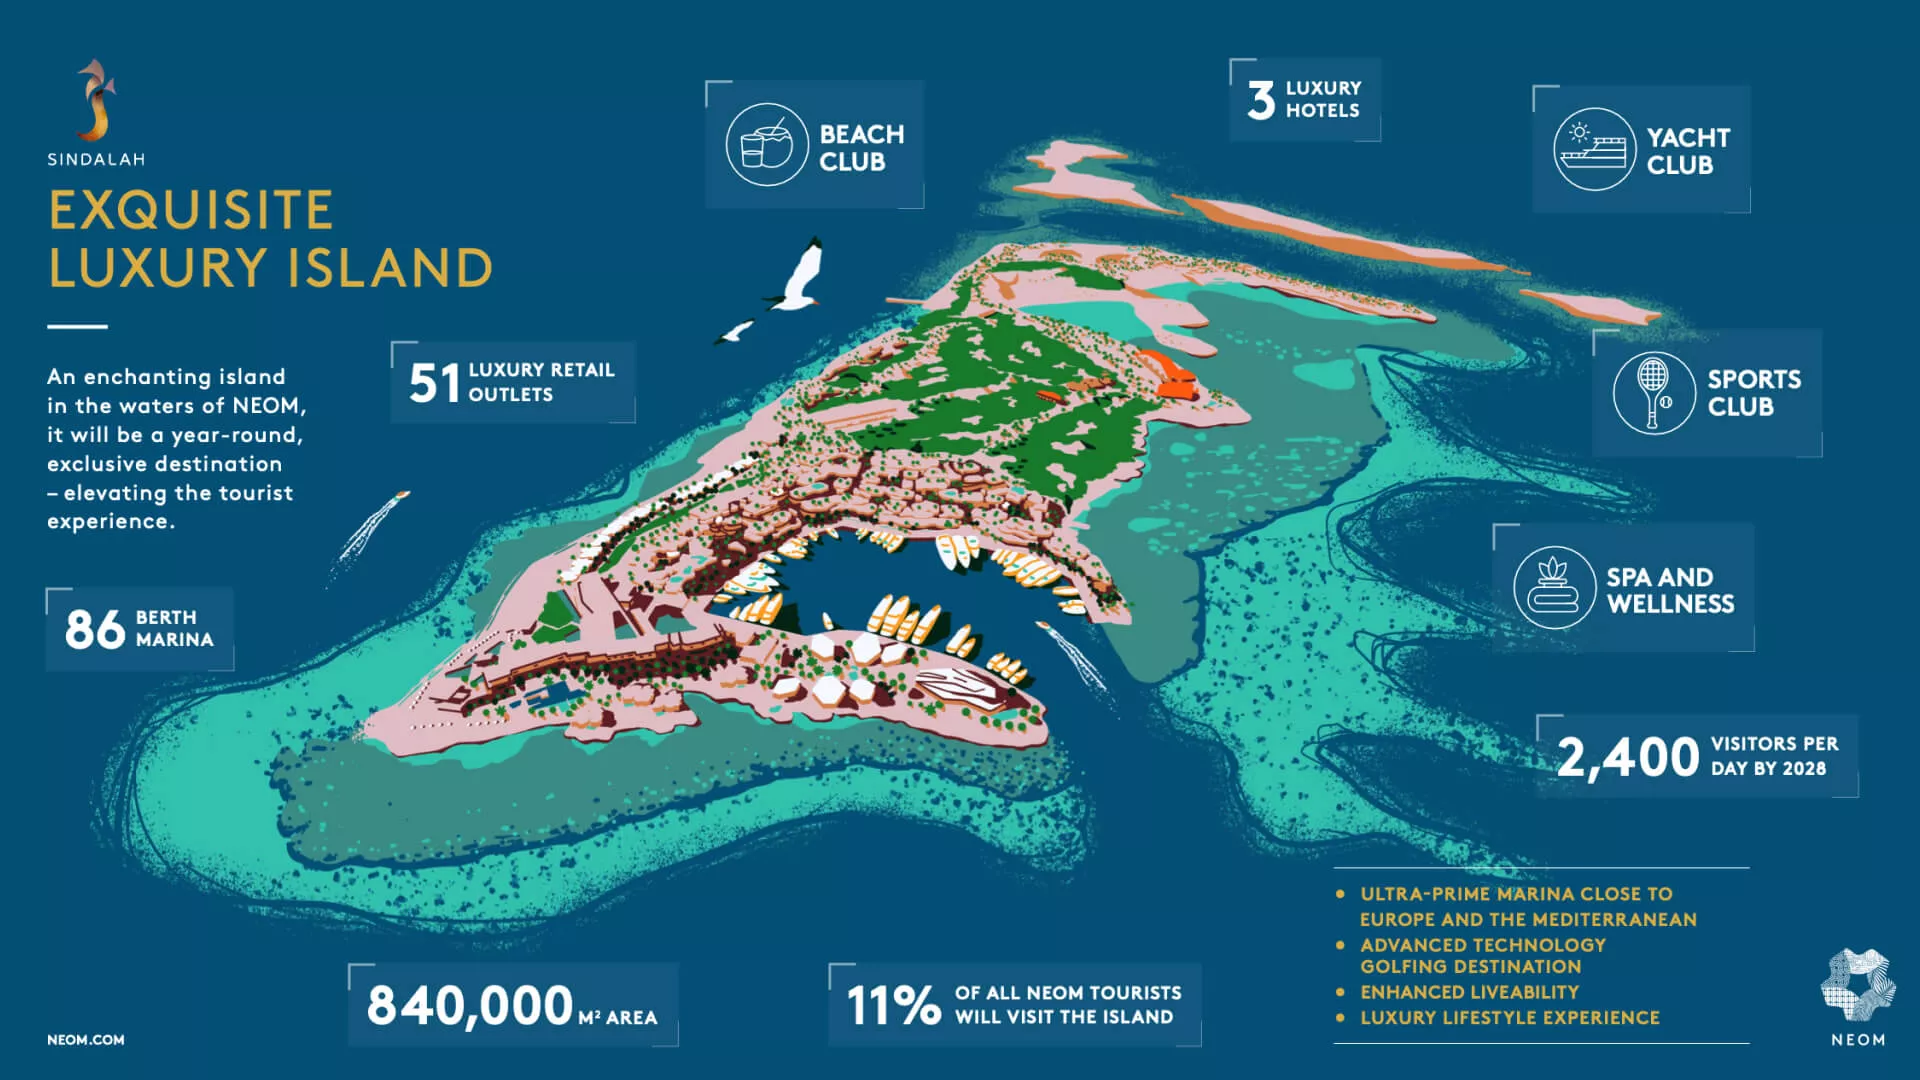 SINDALAH
EXQUISITE
LUXURY ISLAND
An enchanting island
in the waters of NEOM,
it will be a year-round,
exclusive destination
– elevating the tourist
experience.
BEACH
CLUB
3 LUXURY
HOTELS
YACHT
CLUB
51 LUXURY RETAIL
OUTLETS
SPORTS
CLUB
86 BERTH
MARINA
SPA AND
WELLNESS
2,400 VISITORS PER
DAY BY 2028
840,000 M² AREA
11% OF ALL NEOM TOURISTS
WILL VISIT THE ISLAND
• ULTRA-PRIME MARINA CLOSE TO
EUROPE AND THE MEDITERRANEAN
• ADVANCED TECHNOLOGY
GOLFING DESTINATION
• ENHANCED LIVEABILITY
• LUXURY LIFESTYLE EXPERIENCE
NEOM.COM
NEOM